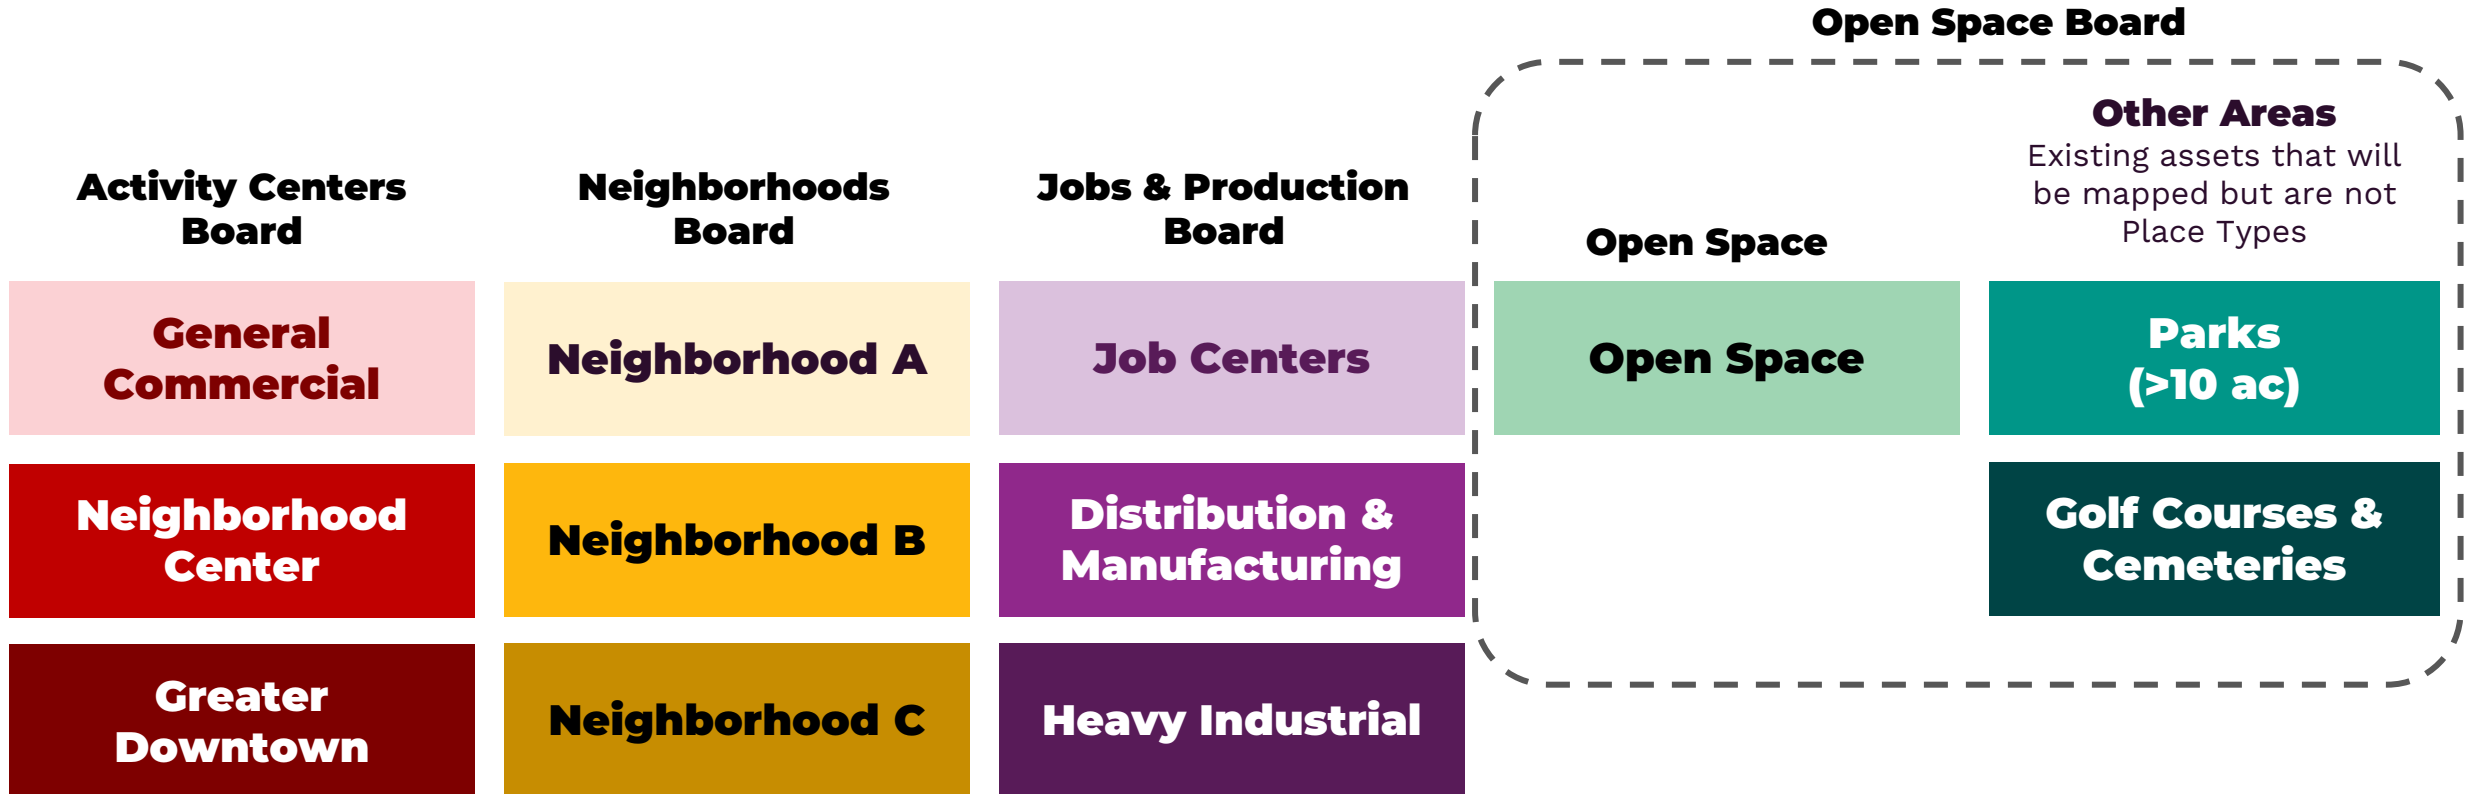 Open Space Board
Activity Centers
Board
General
Commercial
Neighborhood
Center
Greater
Downtown
Neighborhoods
Board
Neighborhood A
Neighborhood B
Neighborhood C
Jobs & Production
Board
Job Centers
Distribution &
Manufacturing
Heavy Industrial
Open Space
Open Space
Other Areas
Existing assets that will
be mapped but are not
Place Types
Parks
(>10 ac)
Golf Courses &
Cemeteries